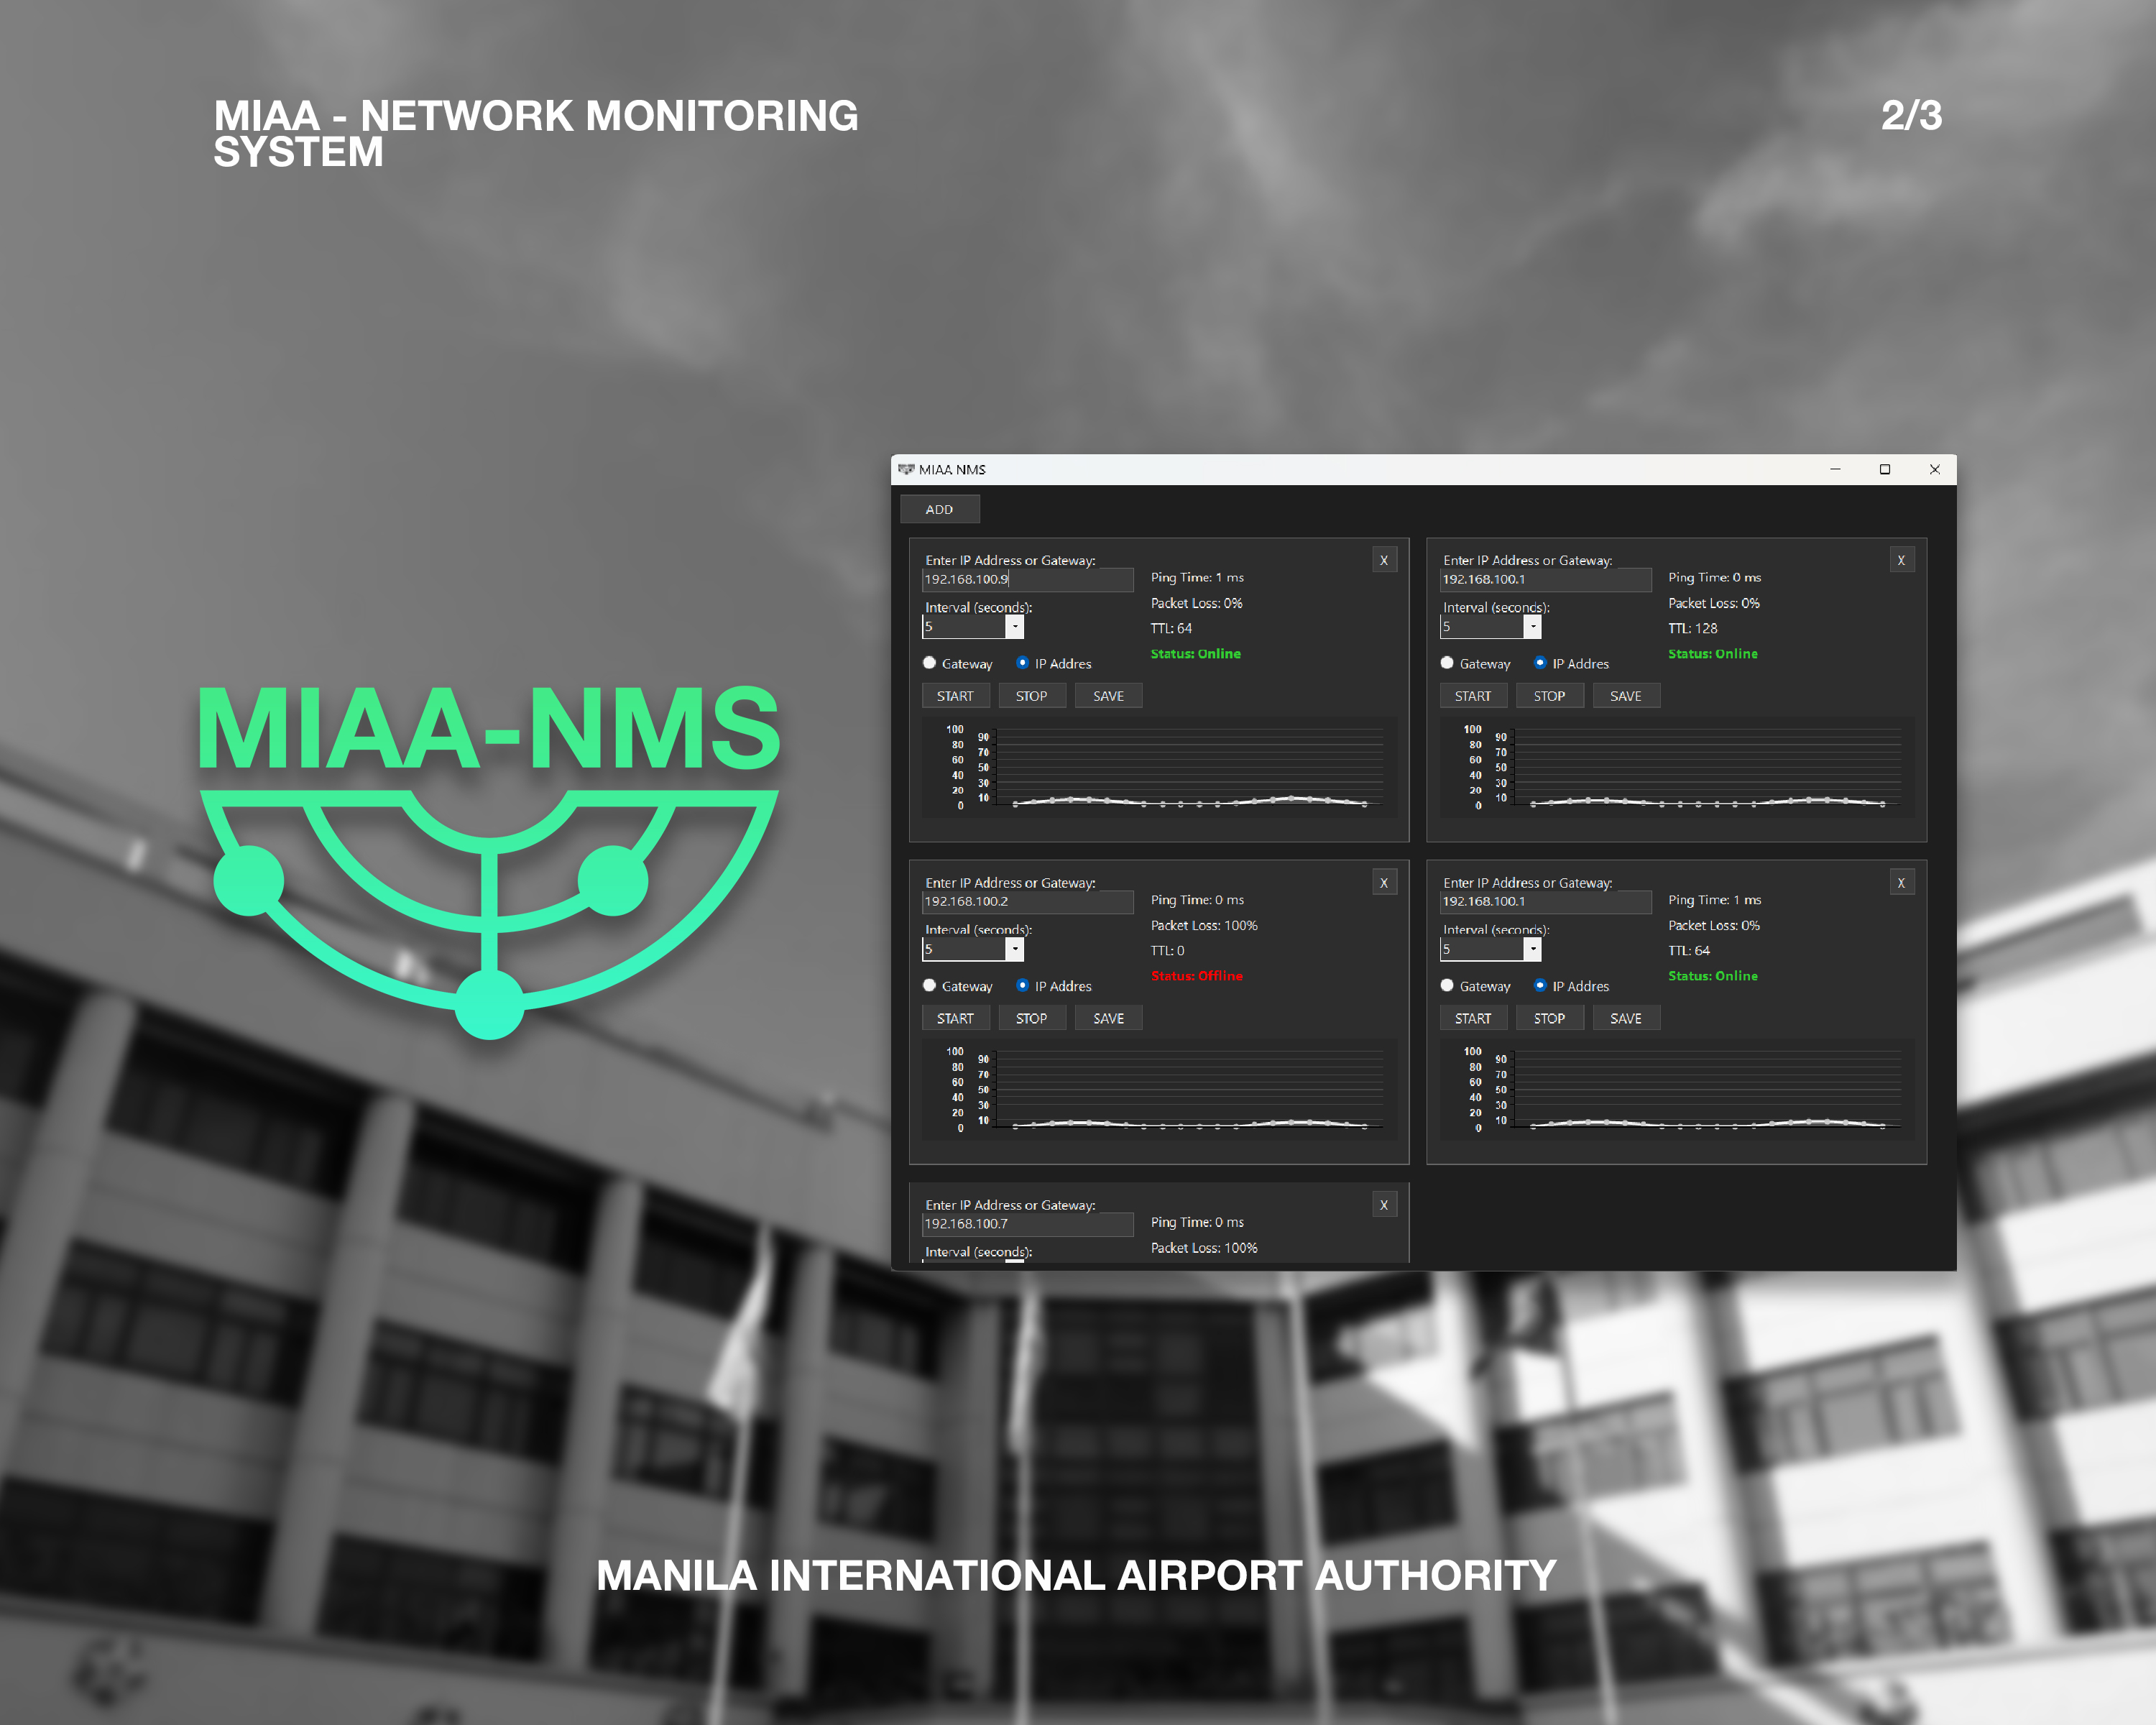 MIAA - NETWORK MONITORING
SYSTEM
2/3
MIAA-NMS
MIAA NMS
ADD
Enter IP Address or Gateway:
X
192.168.100.9
Ping Time: 1 ms
Interval (seconds):
Packet Loss: 0%
5
TTL: 64
Gateway
IP Addres
Status: Online
START
STOP
SAVE
100
90
80
70
60
50
40
30
20
10
0
Enter IP Address or Gateway:
X
192.168.100.1
Ping Time: 0 ms
Interval (seconds):
Packet Loss: 0%
5
TTL: 128
Gateway
IP Addres
Status: Online
START
STOP
SAVE
100
90
80
70
60
50
40
30
20
10
0
Enter IP Address or Gateway:
X
192.168.100.2
Ping Time: 0 ms
Interval (seconds):
Packet Loss: 100%
5
TTL: 0
Gateway
IP Addres
Status: Offline
START
STOP
SAVE
100
90
80
70
60
50
40
30
20
10
0
Enter IP Address or Gateway:
X
192.168.100.1
Ping Time: 1 ms
Interval (seconds):
Packet Loss: 0%
5
TTL: 64
Gateway
IP Addres
Status: Online
START
STOP
SAVE
100
90
80
70
60
50
40
30
20
10
0
Enter IP Address or Gateway:
X
192.168.100.7
Ping Time: 0 ms
Interval (seconds):
Packet Loss: 100%
MANILA INTERNATIONAL AIRPORT AUTHORITY